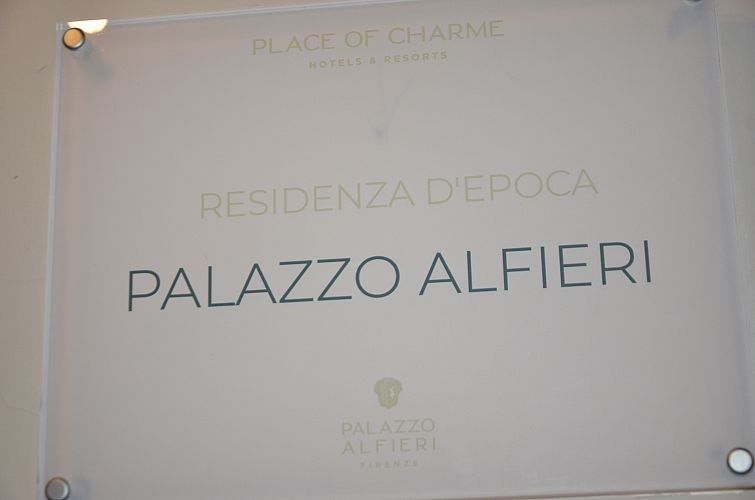 PLACE OF CHARME
HOTELS & RESORTS
RESIDENZA D'EPOCA
PALAZZO ALFIERI
PALAZZO
ALFIERI
FIRENZE